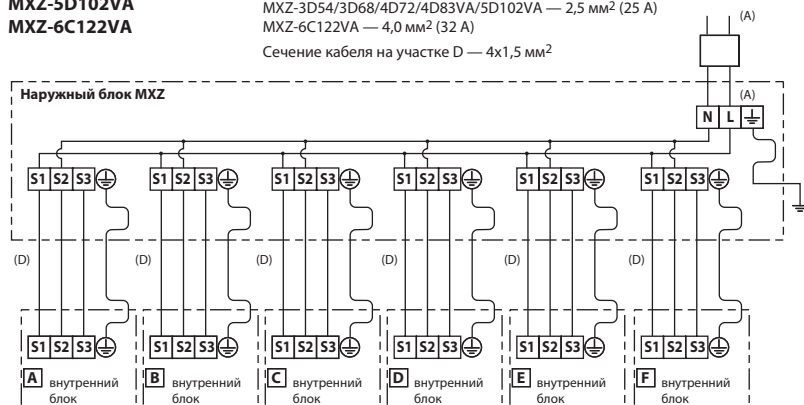 MXZ-5D102VA
MXZ-6C122VA
MXZ-3D54/3D68/4D72/4D83VA/5D102VA — 2,5 мм² (25 А)
MXZ-6C122VA — 4,0 мм² (32 А)
Сечение кабеля на участке D — 4x1,5 мм²
(A)
Наружный блок MXZ
(A)
N L
S1 S2 S3 S1 S2 S3 S1 S2 S3 S1 S2 S3 S1 S2 S3 S1 S2 S3
(D) (D) (D) (D) (D) (D)
S1 S2 S3 S1 S2 S3 S1 S2 S3 S1 S2 S3 S1 S2 S3 S1 S2 S3
A внутренний блок
B внутренний блок
C внутренний блок
D внутренний блок
E внутренний блок
F внутренний блок